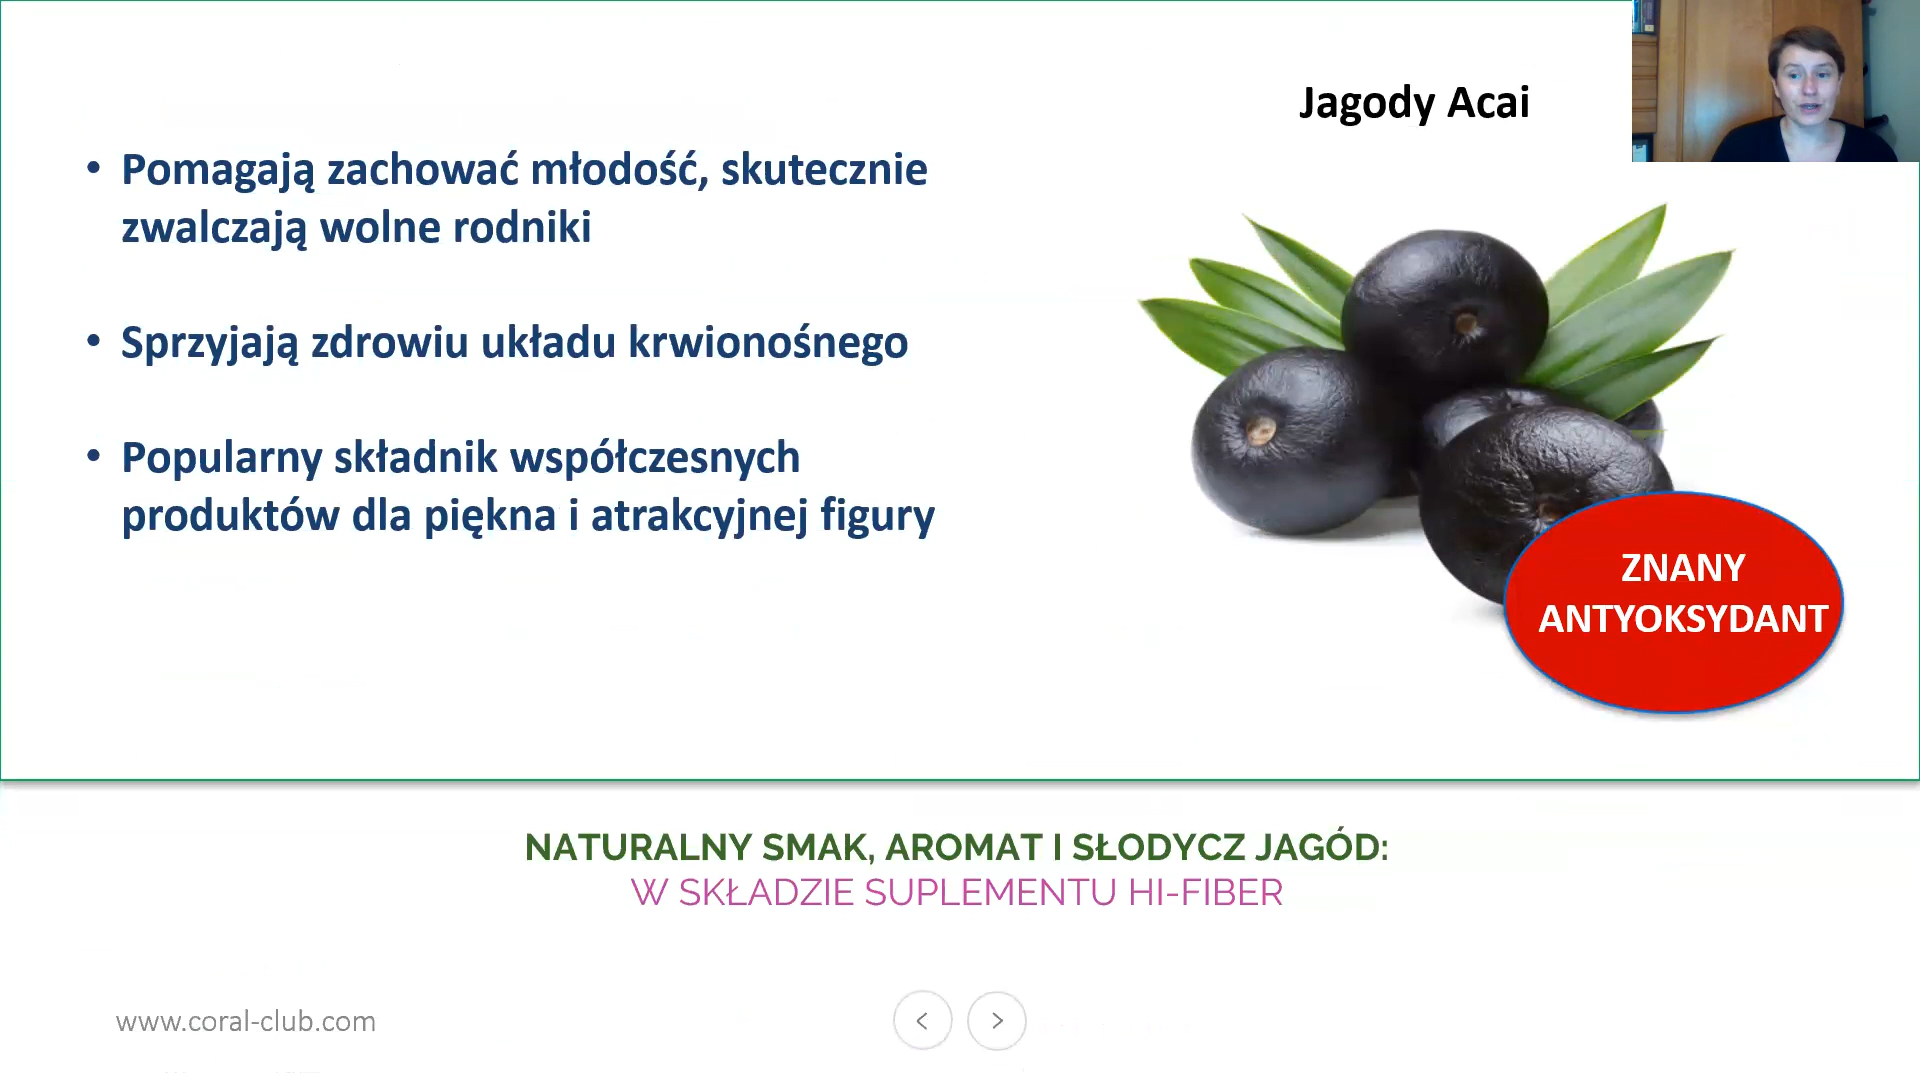 Jagody Acai
• Pomagają zachować młodość, skutecznie
zwalczają wolne rodniki
• Sprzyjają zdrowiu układu krwionośnego
• Popularny składnik współczesnych
produktów dla piękna i atrakcyjnej figury
ZNANY
ANTYOKSYDANT
NATURALNY SMAK, AROMAT I SŁODYCZ JAGÓD:
W SKŁADZIE SUPLEMENTU HI-FIBER
www.coral-club.com